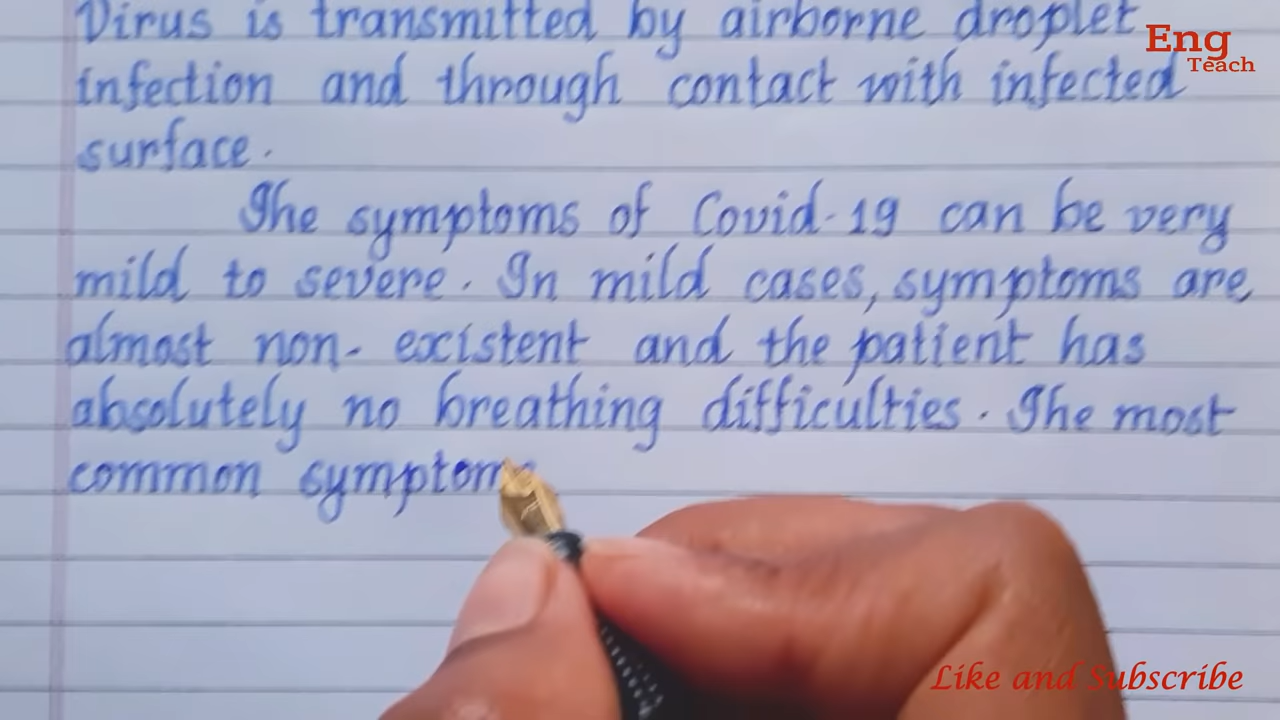 Virus is transmitted by airborne droplet
infection and through contact with infected
surface.
The symptoms of Covid-19 can be very
mild to severe. In mild cases, symptoms are
almost non-existent and the patient has
absolutely no breathing difficulties. The most
common symptoms
Eng
Teach
Like and Subscribe